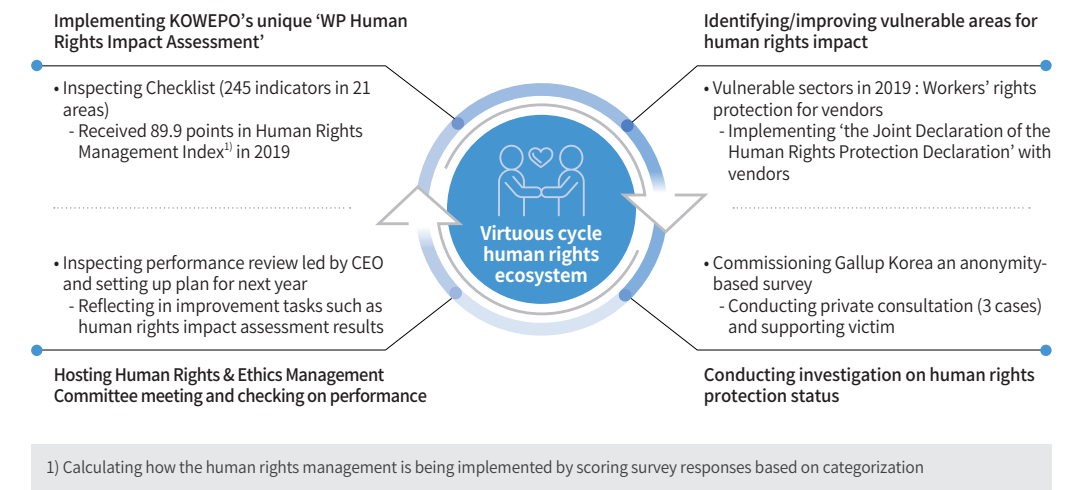 Implementing KOWEPO's unique 'WP Human
Rights Impact Assessment'
• Inspecting Checklist (245 indicators in 21
areas)
- Received 89.9 points in Human Rights
Management Index1) in 2019
Identifying/improving vulnerable areas for
human rights impact
• Vulnerable sectors in 2019 : Workers' rights
protection for vendors
- Implementing 'the Joint Declaration of the
Human Rights Protection Declaration' with
vendors
Virtuous cycle
human rights
ecosystem
• Inspecting performance review led by CEO
and setting up plan for next year
- Reflecting in improvement tasks such as
human rights impact assessment results
Hosting Human Rights & Ethics Management
Committee meeting and checking on performance
• Commissioning Gallup Korea an anonymity-
based survey
- Conducting private consultation (3 cases)
and supporting victim
Conducting investigation on human rights
protection status
1) Calculating how the human rights management is being implemented by scoring survey responses based on categorization